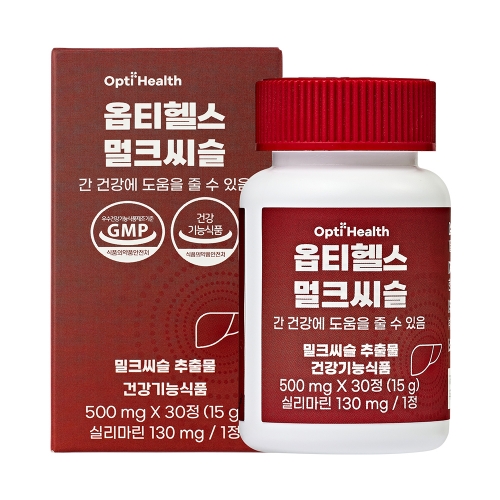 Opti Health
옵티헬스
멀크씨슬
간 건강에 도움을 줄 수 있음
우수건강기능식품제조기준
GMP
식품의약품안전처
건강
기능식품
식품의약품안전처
밀크씨슬 추출물
건강기능식품
500 mg X 30정 (15 g)
실리마린 130 mg / 1정
Opti Health
옵티헬스
멀크씨슬
간 건강에 도움을 줄 수 있음
밀크씨슬 추출물
건강기능식품
500 mg X 30정 (15 g)
실리마린 130 mg / 1정